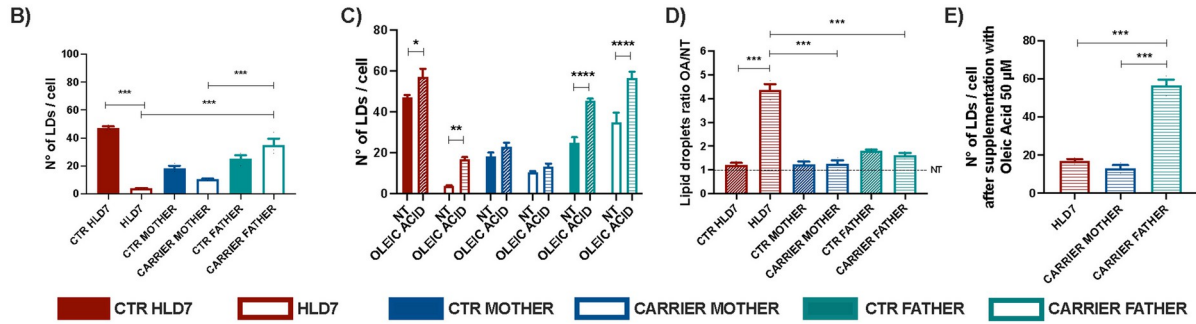 B)
N° of LDs / cell
100
80
60
40
20
0
***
***
***
CTR HLD7
HLD7
CTR MOTHER
CARRIER MOTHER
CTR FATHER
CARRIER FATHER
C)
N° of LDs / cell
80
60
40
20
0
*
**
****
****
NT
OLEIC ACID
NT
OLEIC ACID
NT
OLEIC ACID
NT
OLEIC ACID
NT
OLEIC ACID
NT
OLEIC ACID
D)
Lipid droplets ratio OA/NT
6
5
4
3
2
1
0
***
***
***
NT
CTR HLD7
HLD7
CTR MOTHER
CARRIER MOTHER
CTR FATHER
CARRIER FATHER
E)
N° of LDs / cell
after supplementation with
Oleic Acid 50 µM
80
60
40
20
0
***
***
HLD7
CARRIER MOTHER
CARRIER FATHER
CTR HLD7
HLD7
CTR MOTHER
CARRIER MOTHER
CTR FATHER
CARRIER FATHER